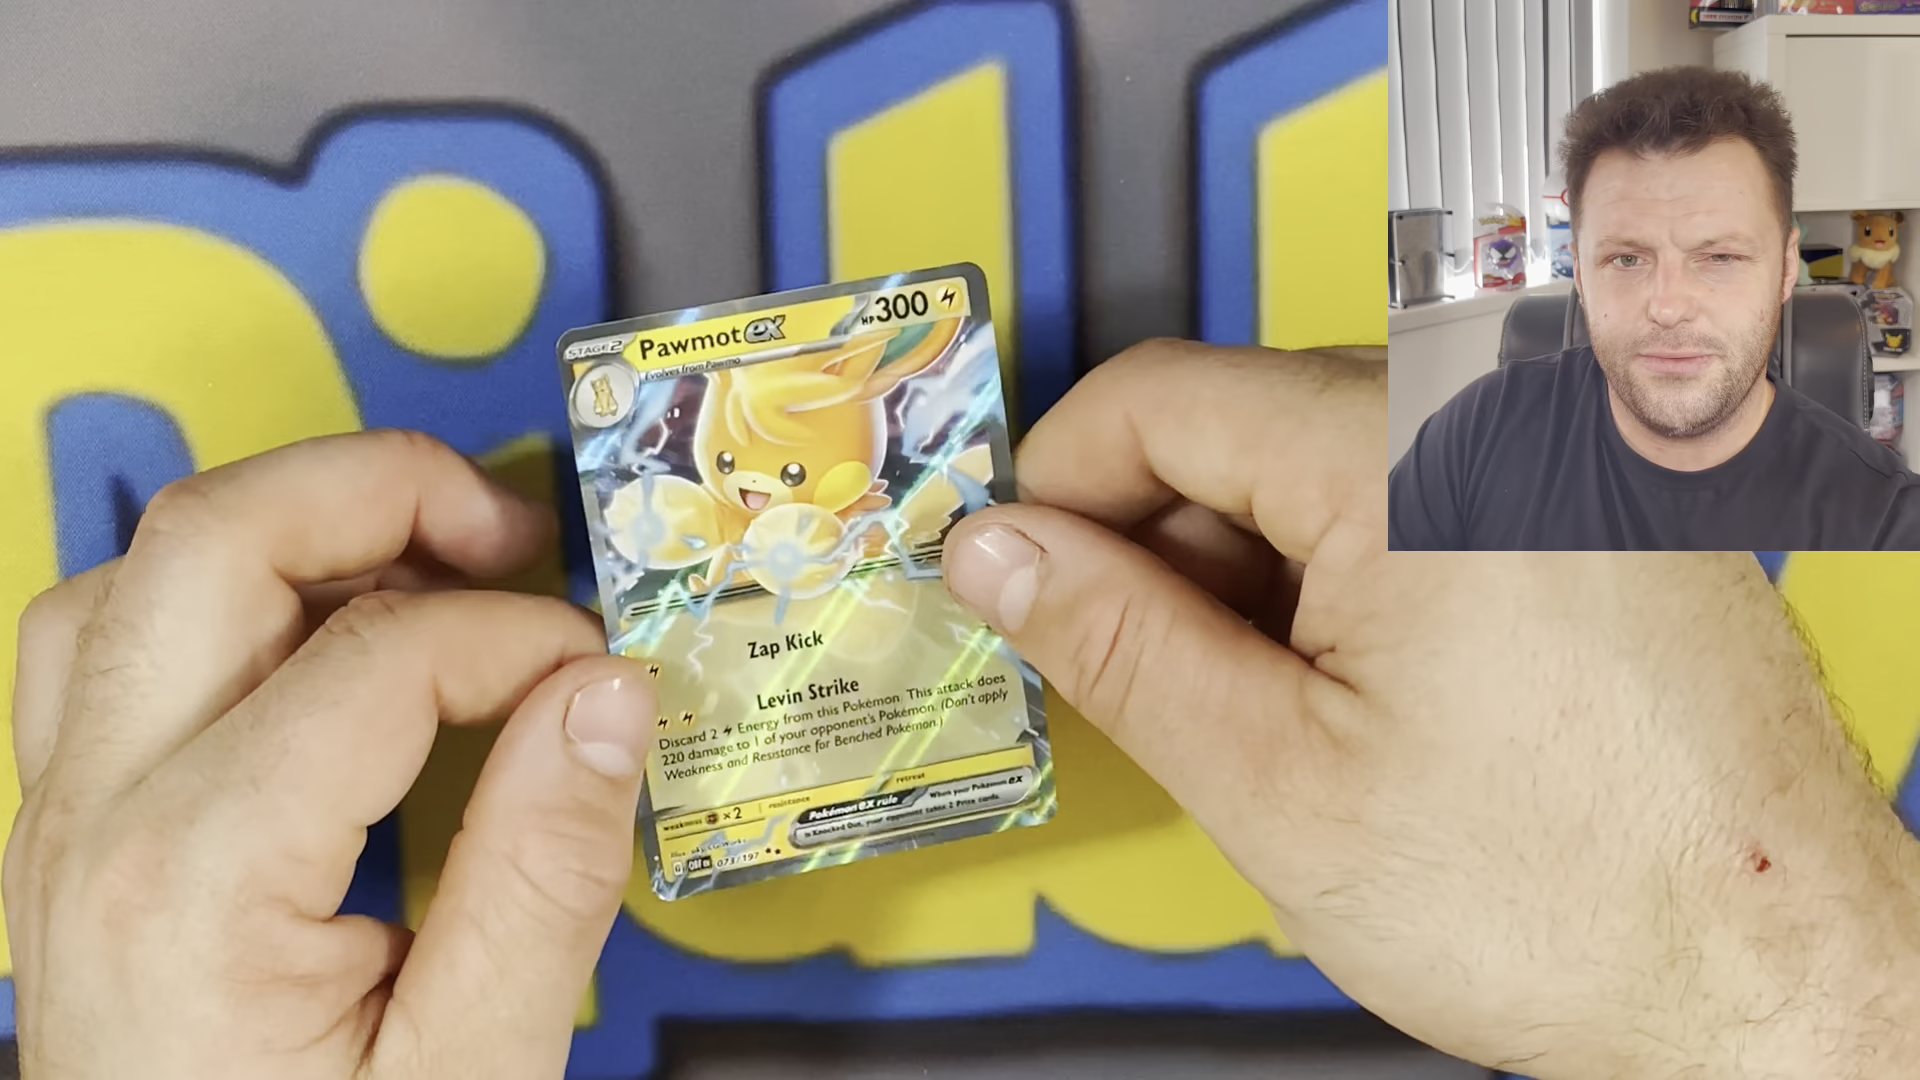 STAGE2 Pawmot ex HP 300
Evolves from Pawmo
Zap Kick
Levin Strike
Discard 2 Energy from this Pokémon. This attack does
220 damage to 1 of your opponent's Pokémon. (Don't apply
Weakness and Resistance for Benched Pokémon.)
weakness ×2 resistance retreat
Pokémon ex rule When your Pokémon ex
is Knocked Out, your opponent takes 2 Prize cards.
G OBF EN 073/197